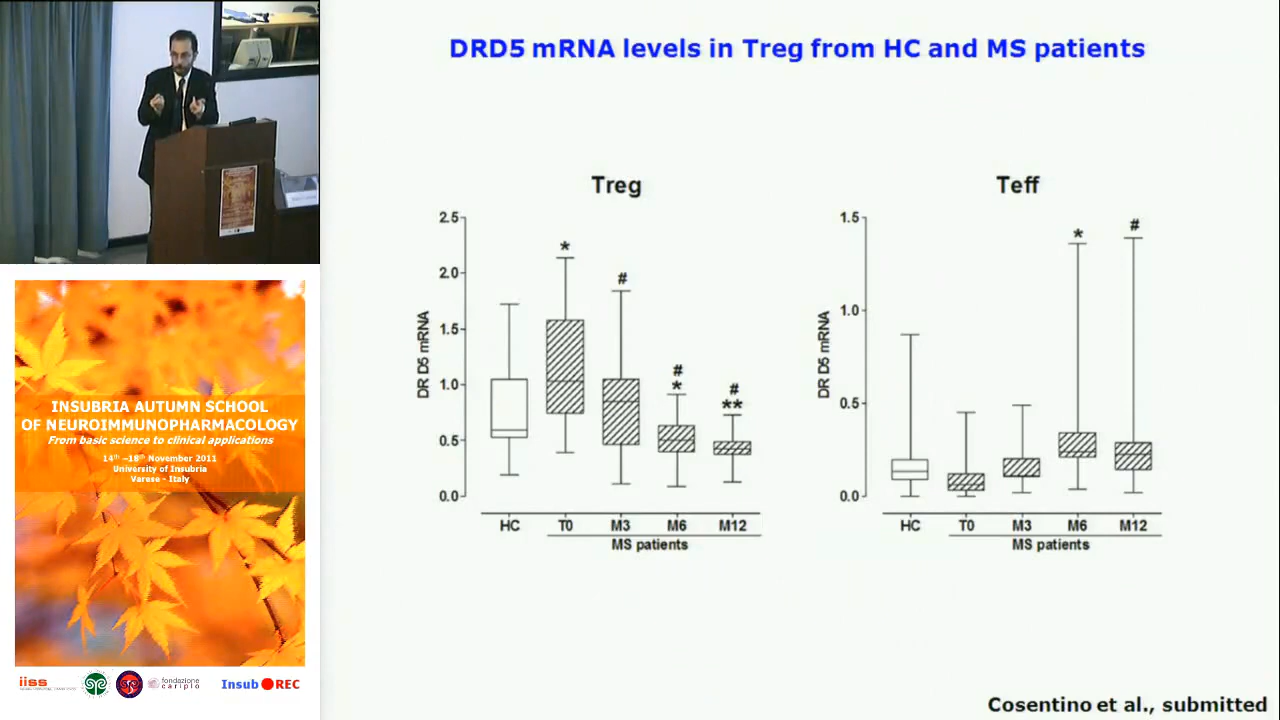 DRD5 mRNA levels in Treg from HC and MS patients
Treg
2.5
2.0
1.5
1.0
0.5
0.0
DR D5 mRNA
*
#
#
*
#
**
HC T0 M3 M6 M12
MS patients
Teff
1.5
1.0
0.5
0.0
DR D5 mRNA
*
#
HC T0 M3 M6 M12
MS patients
INSUBRIA AUTUMN SCHOOL
OF NEUROIMMUNOPHARMACOLOGY
From basic science to clinical applications
14th -18th November 2011
University of Insubria
Varese - Italy
iiss
fondazione
cariplo
Insub REC
Cosentino et al., submitted